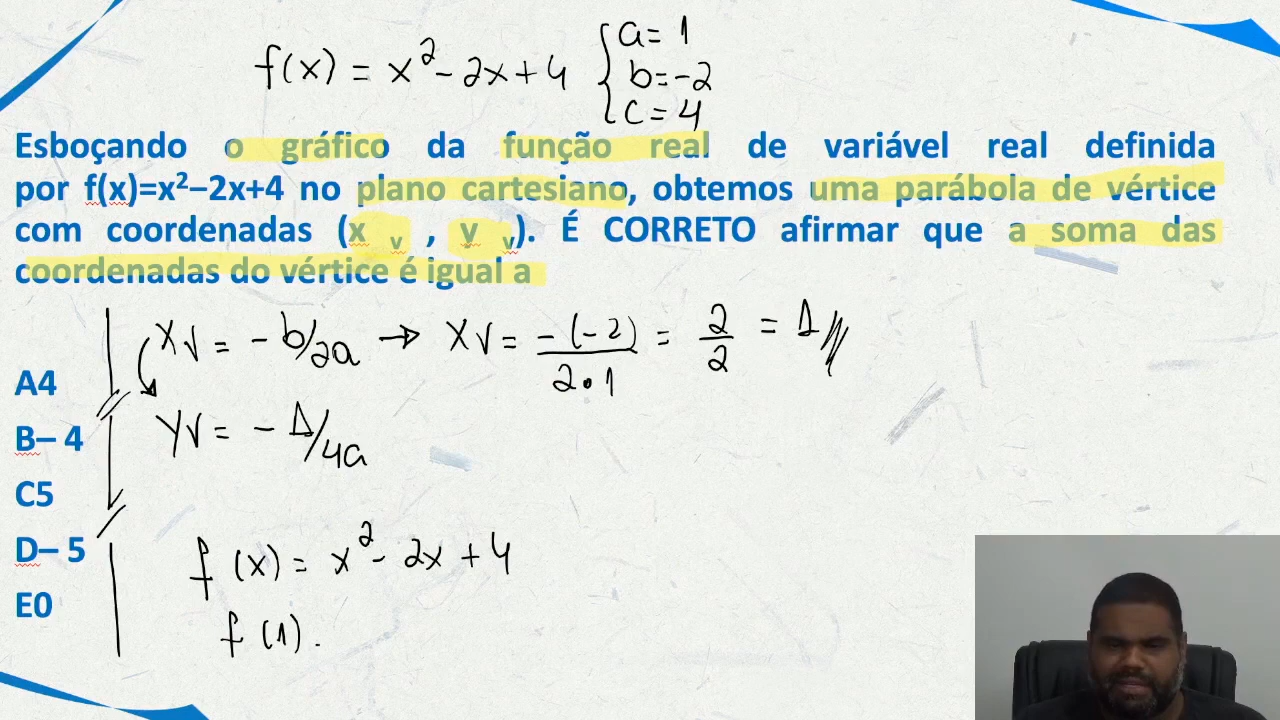 f(x) = x² - 2x + 4 { a = 1
b = -2
c = 4
Esboçando o gráfico da função real de variável real definida
por f(x)=x²–2x+4 no plano cartesiano, obtemos uma parábola de vértice
com coordenadas (x v , y v). É CORRETO afirmar que a soma das
coordenadas do vértice é igual a
xv = -b/2a → xv = -(-2)/2•1 = 2/2 = 1//
A4
yv = -Δ/4a
B– 4
C5
D– 5
f(x) = x² - 2x + 4
E0
f(1).